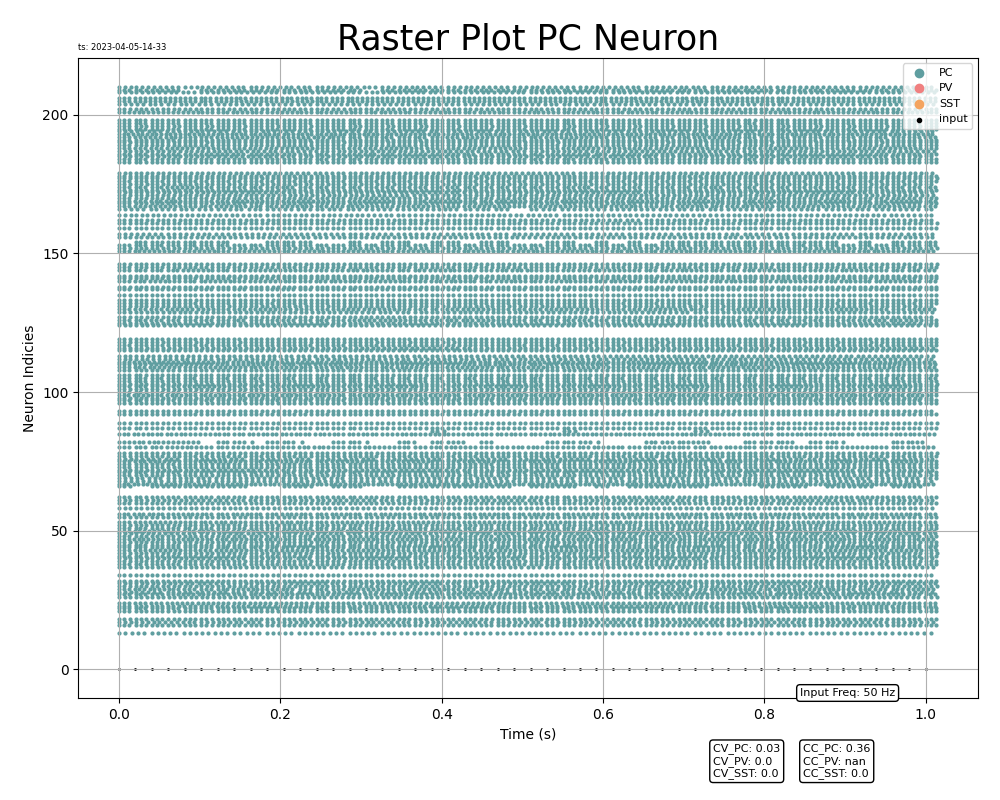 Raster Plot PC Neuron
ts: 2023-04-05-14-33
PC
PV
SST
input
200
150
100
50
0
Neuron Indicies
0.0 0.2 0.4 0.6 0.8 1.0
Time (s)
Input Freq: 50 Hz
CV_PC: 0.03
CV_PV: 0.0
CV_SST: 0.0
CC_PC: 0.36
CC_PV: nan
CC_SST: 0.0